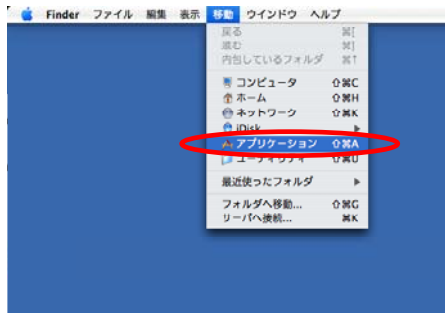 Finder ファイル 編集 表示 移動 ウインドウ ヘルプ
戻る ⌘[
進む ⌘]
内包しているフォルダ ⌘↑
コンピュータ ⇧⌘C
ホーム ⇧⌘H
ネットワーク ⇧⌘K
iDisk
アプリケーション ⇧⌘A
ユーティリティ ⇧⌘U
最近使ったフォルダ
フォルダへ移動... ⇧⌘G
サーバへ接続... ⌘K